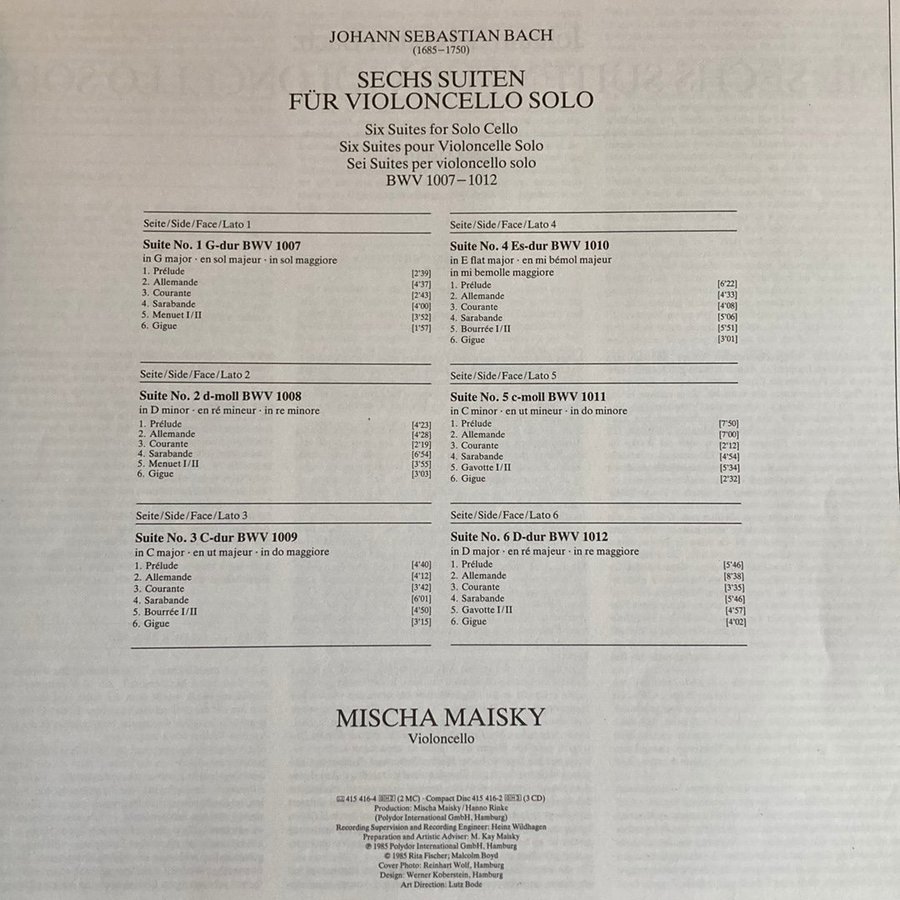 JOHANN SEBASTIAN BACH
(1685–1750)
SECHS SUITEN
FÜR VIOLONCELLO SOLO
Six Suites for Solo Cello
Six Suites pour Violoncelle Solo
Sei Suites per violoncello solo
BWV 1007–1012
Seite/Side/Face/Lato 1
Suite No. 1 G-dur BWV 1007
in G major · en sol majeur · in sol maggiore
1. Prélude [2'39]
2. Allemande [4'37]
3. Courante [2'43]
4. Sarabande [4'00]
5. Menuet I/II [3'52]
6. Gigue [1'57]
Seite/Side/Face/Lato 2
Suite No. 2 d-moll BWV 1008
in D minor · en ré mineur · in re minore
1. Prélude [4'23]
2. Allemande [4'28]
3. Courante [2'19]
4. Sarabande [6'54]
5. Menuet I/II [3'55]
6. Gigue [3'03]
Seite/Side/Face/Lato 3
Suite No. 3 C-dur BWV 1009
in C major · en ut majeur · in do maggiore
1. Prélude [4'40]
2. Allemande [4'12]
3. Courante [3'42]
4. Sarabande [6'01]
5. Bourrée I/II [4'50]
6. Gigue [3'15]
Seite/Side/Face/Lato 4
Suite No. 4 Es-dur BWV 1010
in E flat major · en mi bémol majeur
in mi bemolle maggiore
1. Prélude [6'22]
2. Allemande [4'33]
3. Courante [4'08]
4. Sarabande [5'06]
5. Bourrée I/II [5'51]
6. Gigue [3'01]
Seite/Side/Face/Lato 5
Suite No. 5 c-moll BWV 1011
in C minor · en ut mineur · in do minore
1. Prélude [7'50]
2. Allemande [7'00]
3. Courante [2'12]
4. Sarabande [4'54]
5. Gavotte I/II [5'34]
6. Gigue [2'32]
Seite/Side/Face/Lato 6
Suite No. 6 D-dur BWV 1012
in D major · en ré majeur · in re maggiore
1. Prélude [5'46]
2. Allemande [8'38]
3. Courante [3'35]
4. Sarabande [5'46]
5. Gavotte I/II [4'57]
6. Gigue [4'02]
MISCHA MAISKY
Violoncello
415 416-4 GH2 (2 MC) · Compact Disc 415 416-2 GH3 (3 CD)
Production: Mischa Maisky/Hanno Rinke
(Polydor International GmbH, Hamburg)
Recording Supervision and Recording Engineer: Heinz Wildhagen
Preparation and Artistic Adviser: M. Kay Maisky
℗ 1985 Polydor International GmbH, Hamburg
© 1985 Rita Fischer; Malcolm Boyd
Cover Photo: Reinhart Wolf, Hamburg
Design: Werner Koberstein, Hamburg
Art Direction: Lutz Bode